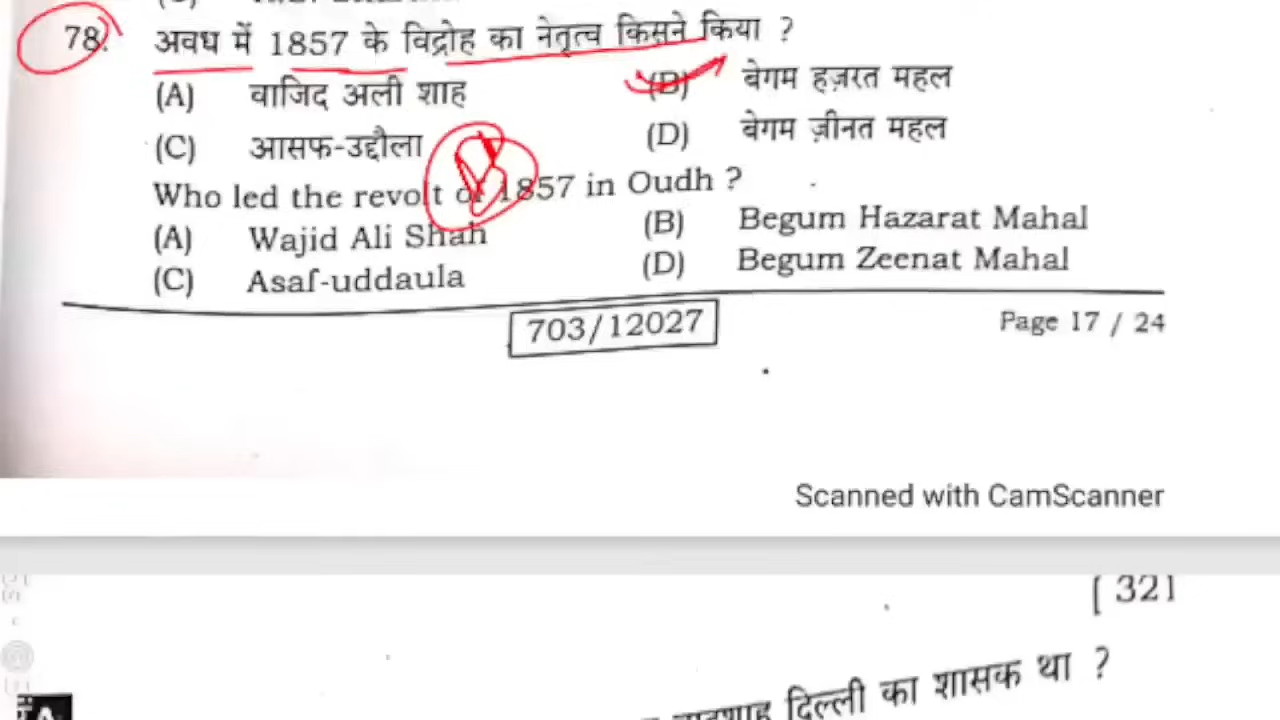 78. अवध में 1857 के विद्रोह का नेतृत्व किसने किया ?
(A) वाजिद अली शाह (B) बेगम हज़रत महल
(C) आसफ-उद्दौला (D) बेगम ज़ीनत महल
B
Who led the revolt of 1857 in Oudh ?
(A) Wajid Ali Shah (B) Begum Hazarat Mahal
(C) Asaf-uddaula (D) Begum Zeenat Mahal
703/12027 Page 17 / 24
Scanned with CamScanner
[ 32 ]
दिल्ली का शासक था ?